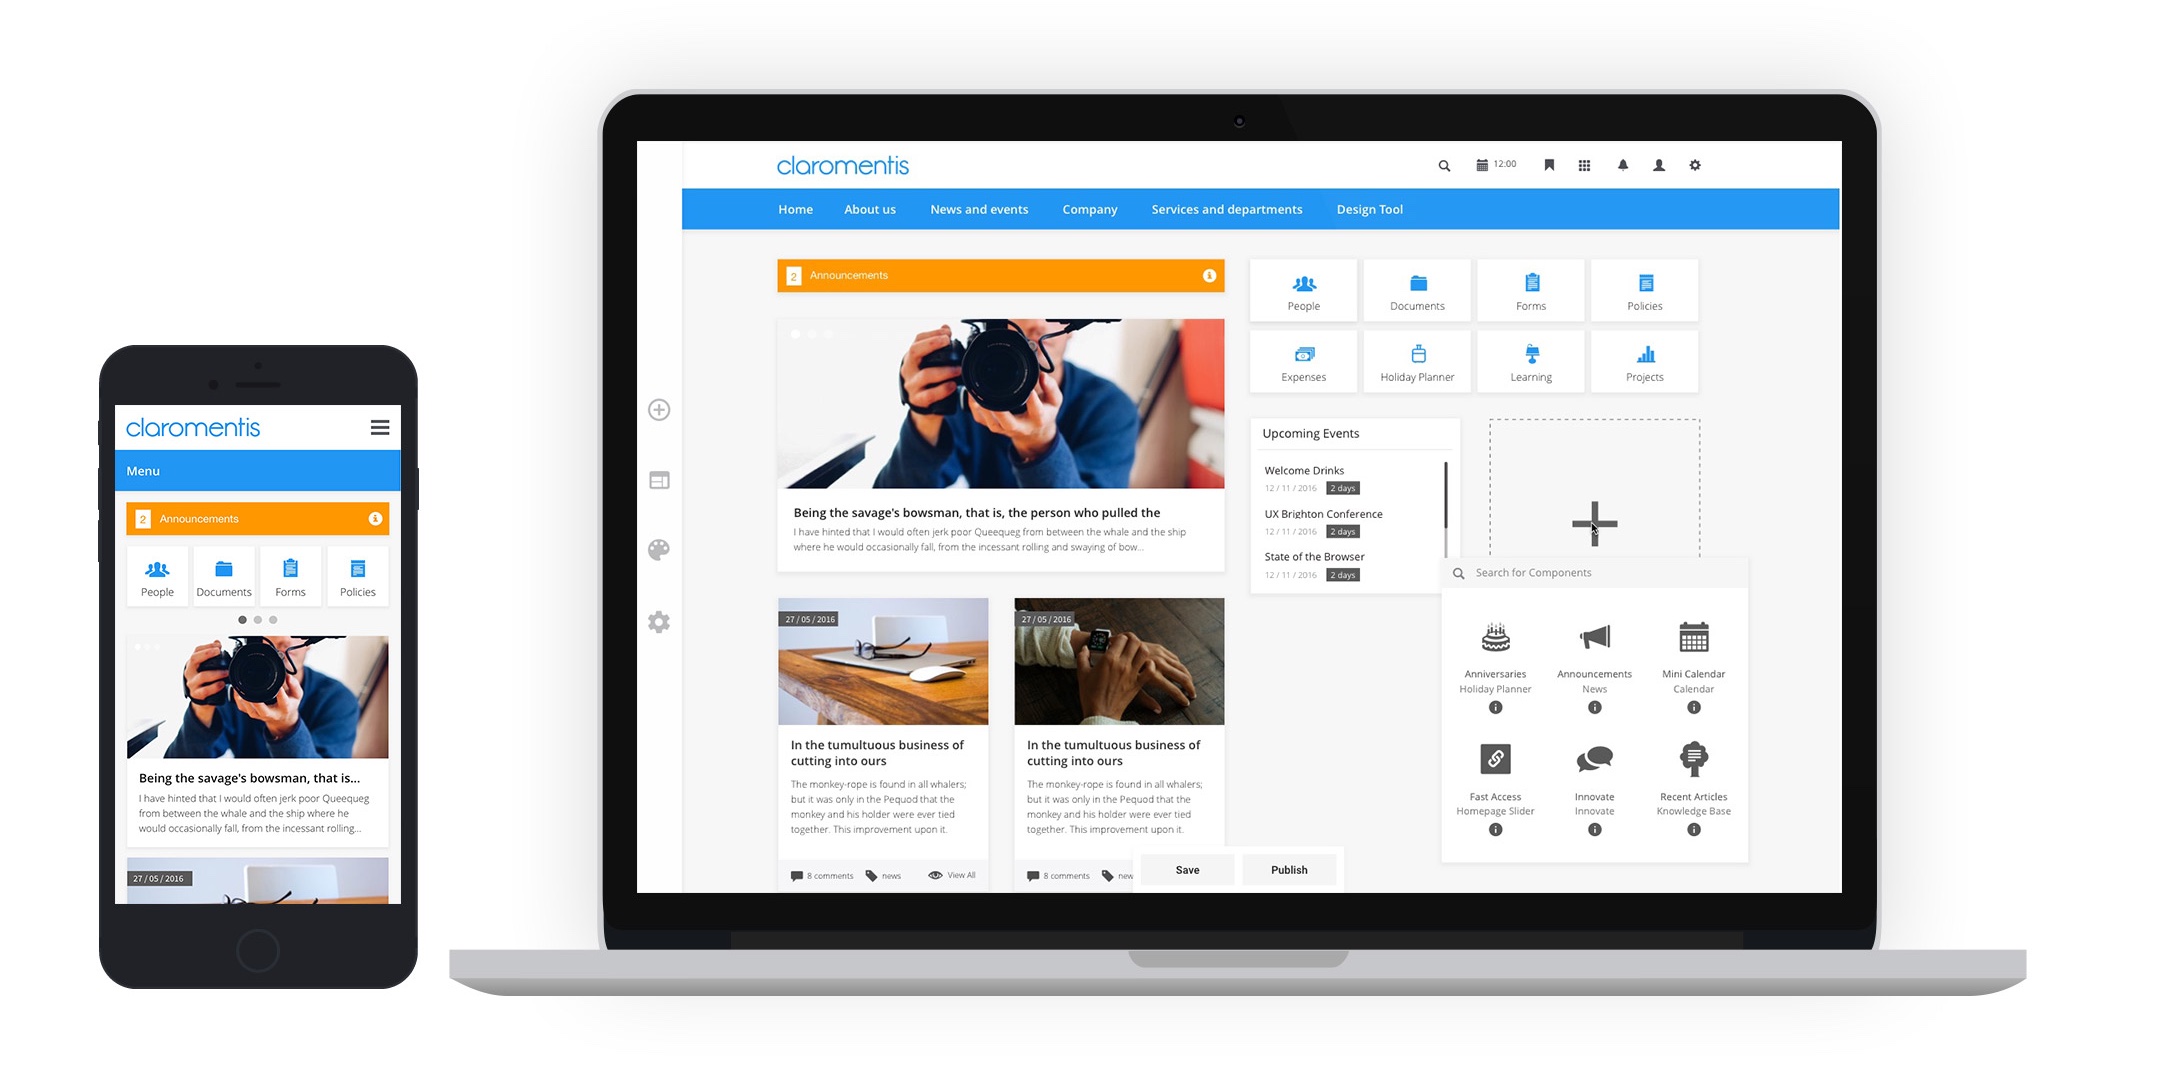 claromentis
Menu
2 Announcements
People Documents Forms Policies
Being the savage's bowsman, that is...
I have hinted that I would often jerk poor Queequeg
from between the whale and the ship where he
would occasionally fall, from the incessant rolling...
27 / 05 / 2016
claromentis
12:00
Home About us News and events Company Services and departments Design Tool
2 Announcements
Being the savage's bowsman, that is, the person who pulled the
I have hinted that I would often jerk poor Queequeg from between the whale and the ship
where he would occasionally fall, from the incessant rolling and swaying of bow...
27 / 05 / 2016
In the tumultuous business of
cutting into ours
The monkey-rope is found in all whalers;
but it was only in the Pequod that the
monkey and his holder were ever tied
together. This improvement upon it.
8 comments news View All
27 / 05 / 2016
In the tumultuous business of
cutting into ours
The monkey-rope is found in all whalers;
but it was only in the Pequod that the
monkey and his holder were ever tied
together. This improvement upon it.
8 comments new
Save Publish
People Documents Forms Policies
Expenses Holiday Planner Learning Projects
Upcoming Events
Welcome Drinks
12 / 11 / 2016 2 days
UX Brighton Conference
12 / 11 / 2016 2 days
State of the Browser
12 / 11 / 2016 2 days
Search for Components
Anniversaries Announcements Mini Calendar
Holiday Planner News Calendar
Fast Access Innovate Recent Articles
Homepage Slider Innovate Knowledge Base